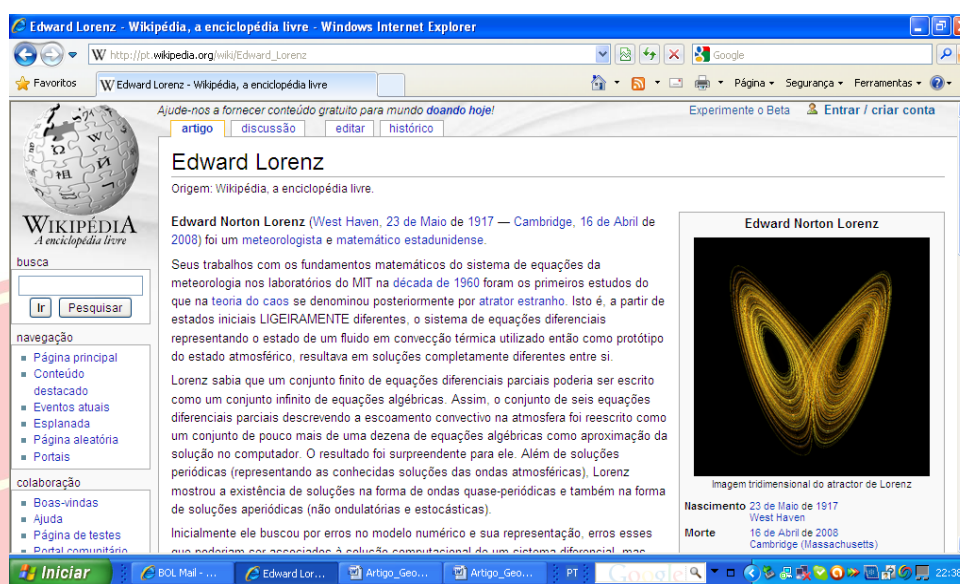 Edward Lorenz - Wikipédia, a enciclopédia livre - Windows Internet Explorer
http://pt.wikipedia.org/wiki/Edward_Lorenz
Google
Favoritos
Edward Lorenz - Wikipédia, a enciclopédia livre
Página
Segurança
Ferramentas
Ajude-nos a fornecer conteúdo gratuito para mundo doando hoje!
Experimente o Beta
Entrar / criar conta
artigo
discussão
editar
histórico
WIKIPÉDIA
A enciclopédia livre
busca
Ir
Pesquisar
navegação
Página principal
Conteúdo
destacado
Eventos atuais
Esplanada
Página aleatória
Portais
colaboração
Boas-vindas
Ajuda
Página de testes
Portal comunitário
Edward Lorenz
Origem: Wikipédia, a enciclopédia livre.
Edward Norton Lorenz (West Haven, 23 de Maio de 1917 — Cambridge, 16 de Abril de
2008) foi um meteorologista e matemático estadunidense.
Seus trabalhos com os fundamentos matemáticos do sistema de equações da
meteorologia nos laboratórios do MIT na década de 1960 foram os primeiros estudos do
que na teoria do caos se denominou posteriormente por atrator estranho. Isto é, a partir de
estados iniciais LIGEIRAMENTE diferentes, o sistema de equações diferenciais
representando o estado de um fluido em convecção térmica utilizado então como protótipo
do estado atmosférico, resultava em soluções completamente diferentes entre si.
Lorenz sabia que um conjunto finito de equações diferenciais parciais poderia ser escrito
como um conjunto infinito de equações algébricas. Assim, o conjunto de seis equações
diferenciais parciais descrevendo a escoamento convectivo na atmosfera foi reescrito como
um conjunto de pouco mais de uma dezena de equações algébricas como aproximação da
solução no computador. O resultado foi surpreendente para ele. Além de soluções
periódicas (representando as conhecidas soluções das ondas atmosféricas), Lorenz
mostrou a existência de soluções na forma de ondas quase-periódicas e também na forma
de soluções aperiódicas (não ondulatórias e estocásticas).
Inicialmente ele buscou por erros no modelo numérico e sua representação, erros esses
que poderiam ser associados à solução computacional de um sistema diferencial, mas
Edward Norton Lorenz
Imagem tridimensional do atractor de Lorenz
Nascimento 23 de Maio de 1917
West Haven
Morte 16 de Abril de 2008
Cambridge (Massachusetts)
Iniciar
BOL Mail - ...
Edward Lor...
Artigo_Geo...
Artigo_Geo...
PT
Google
22:38